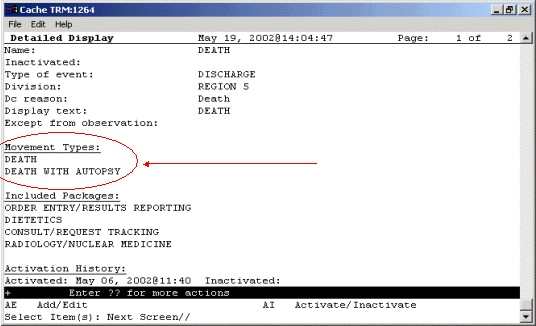 Cache TRM:1264
File Edit Help
Detailed Display May 19, 2002@14:04:47 Page: 1 of 2
Name: DEATH
Inactivated:
Type of event: DISCHARGE
Division: REGION 5
Dc reason: Death
Display text: DEATH
Except from observation:
Movement Types:
DEATH
DEATH WITH AUTOPSY
Included Packages:
ORDER ENTRY/RESULTS REPORTING
DIETETICS
CONSULT/REQUEST TRACKING
RADIOLOGY/NUCLEAR MEDICINE
Activation History:
Activated: May 06, 2002@11:40 Inactivated:
+ Enter ?? for more actions
AE Add/Edit AI Activate/Inactivate
Select Item(s): Next Screen//